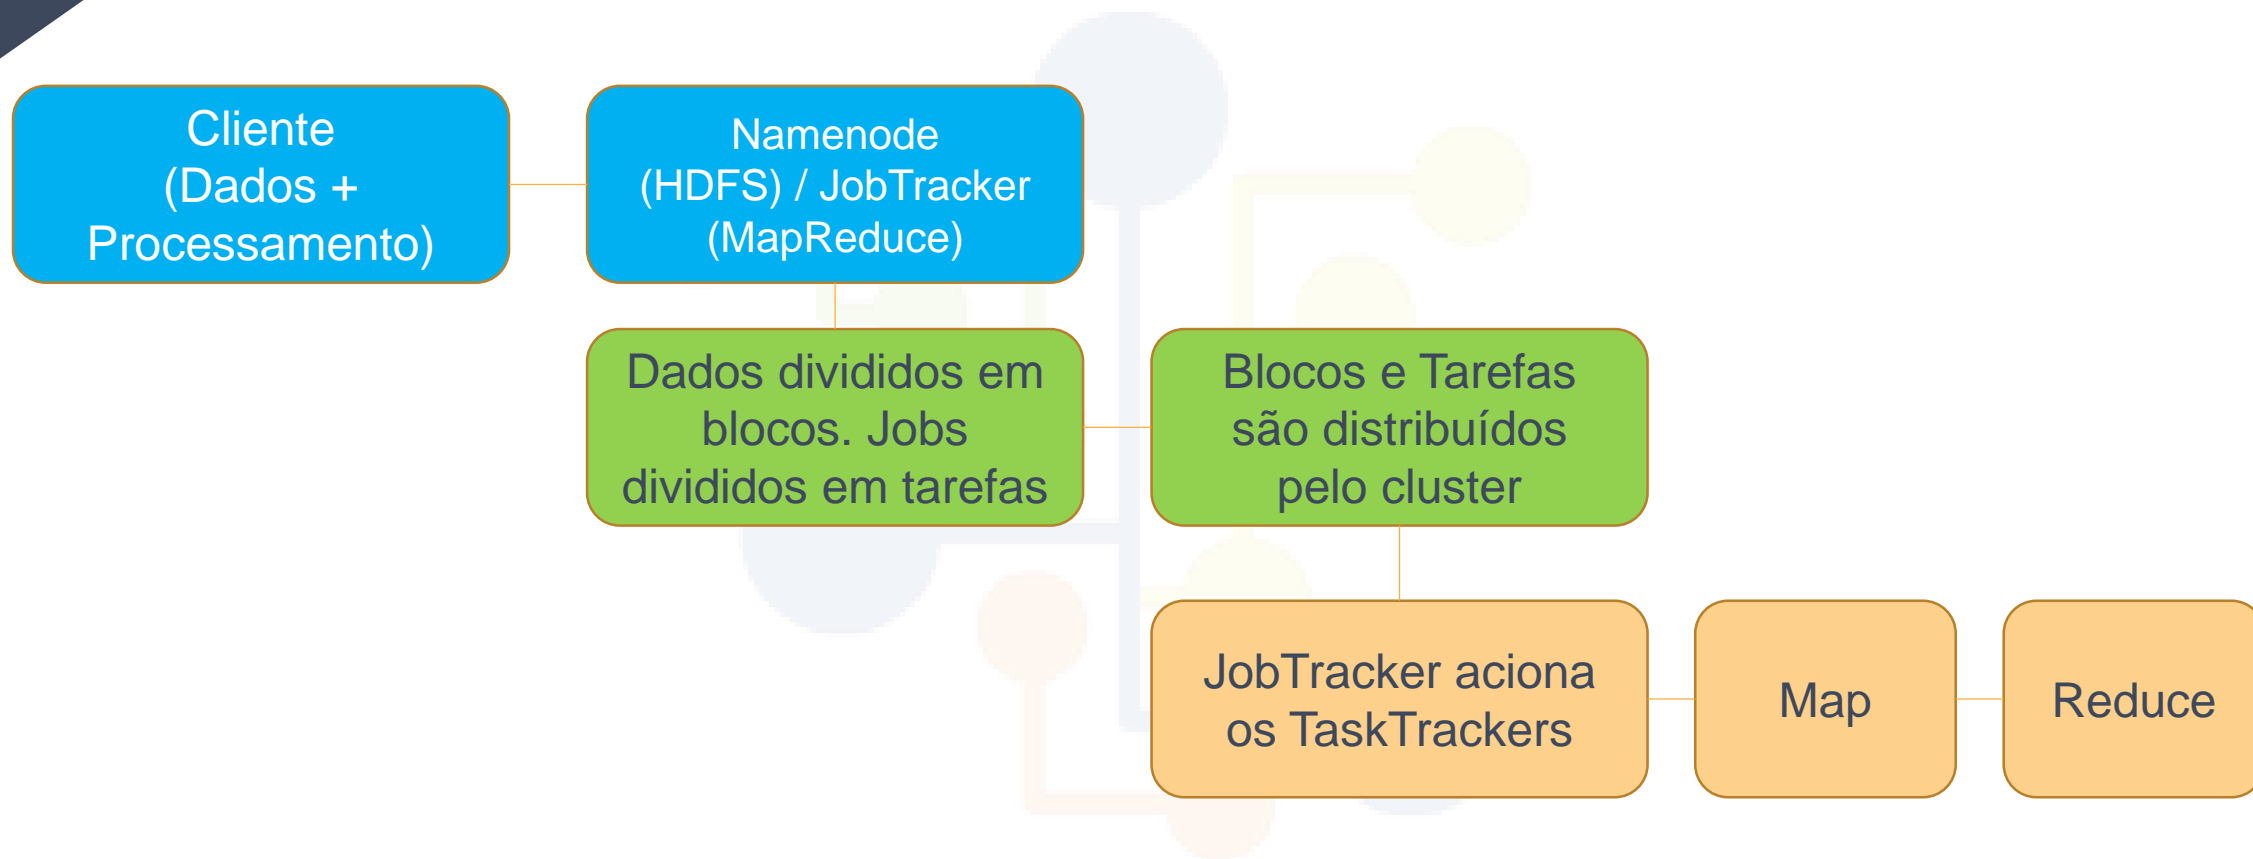 Cliente
(Dados +
Processamento)
Namenode
(HDFS) / JobTracker
(MapReduce)
Dados divididos em
blocos. Jobs
divididos em tarefas
Blocos e Tarefas
são distribuídos
pelo cluster
JobTracker aciona
os TaskTrackers
Map
Reduce